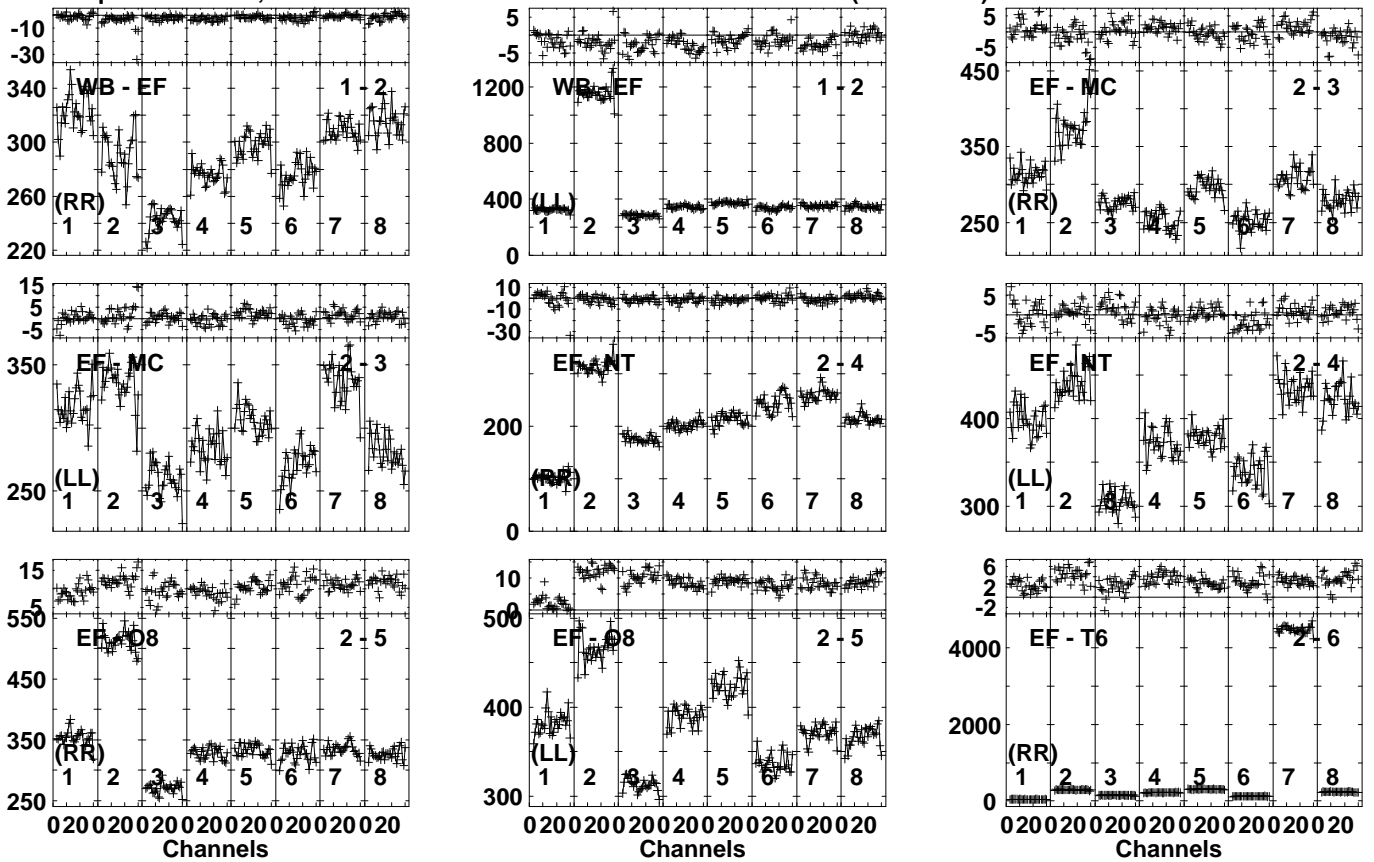 -10
-30
340
300
260
220
WB - EF 1 - 2
(RR)
1 2 3 4 5 6 7 8
5
-5
1200
800
400
0
WB - EF 1 - 2
(LL)
1 2 3 4 5 6 7 8
5
-5
450
350
250
EF - MC 2 - 3
(RR)
1 2 3 4 5 6 7 8
15
5
-5
350
250
EF - MC 2 - 3
(LL)
1 2 3 4 5 6 7 8
10
-10
-30
200
0
EF - NT 2 - 4
(RR)
1 2 3 4 5 6 7 8
5
-5
400
300
EF - NT 2 - 4
(LL)
1 2 3 4 5 6 7 8
15
5
550
450
350
250
EF - O8 2 - 5
(RR)
1 2 3 4 5 6 7 8
0 20 0 20 0 20 0 20 0 20 0 20 0 20 0 20
Channels
10
0
500
400
300
EF - O8 2 - 5
(LL)
1 2 3 4 5 6 7 8
0 20 0 20 0 20 0 20 0 20 0 20 0 20 0 20
Channels
6
2
-2
4000
2000
0
EF - T6 2 - 6
(RR)
1 2 3 4 5 6 7 8
0 20 0 20 0 20 0 20 0 20 0 20 0 20 0 20
Channels